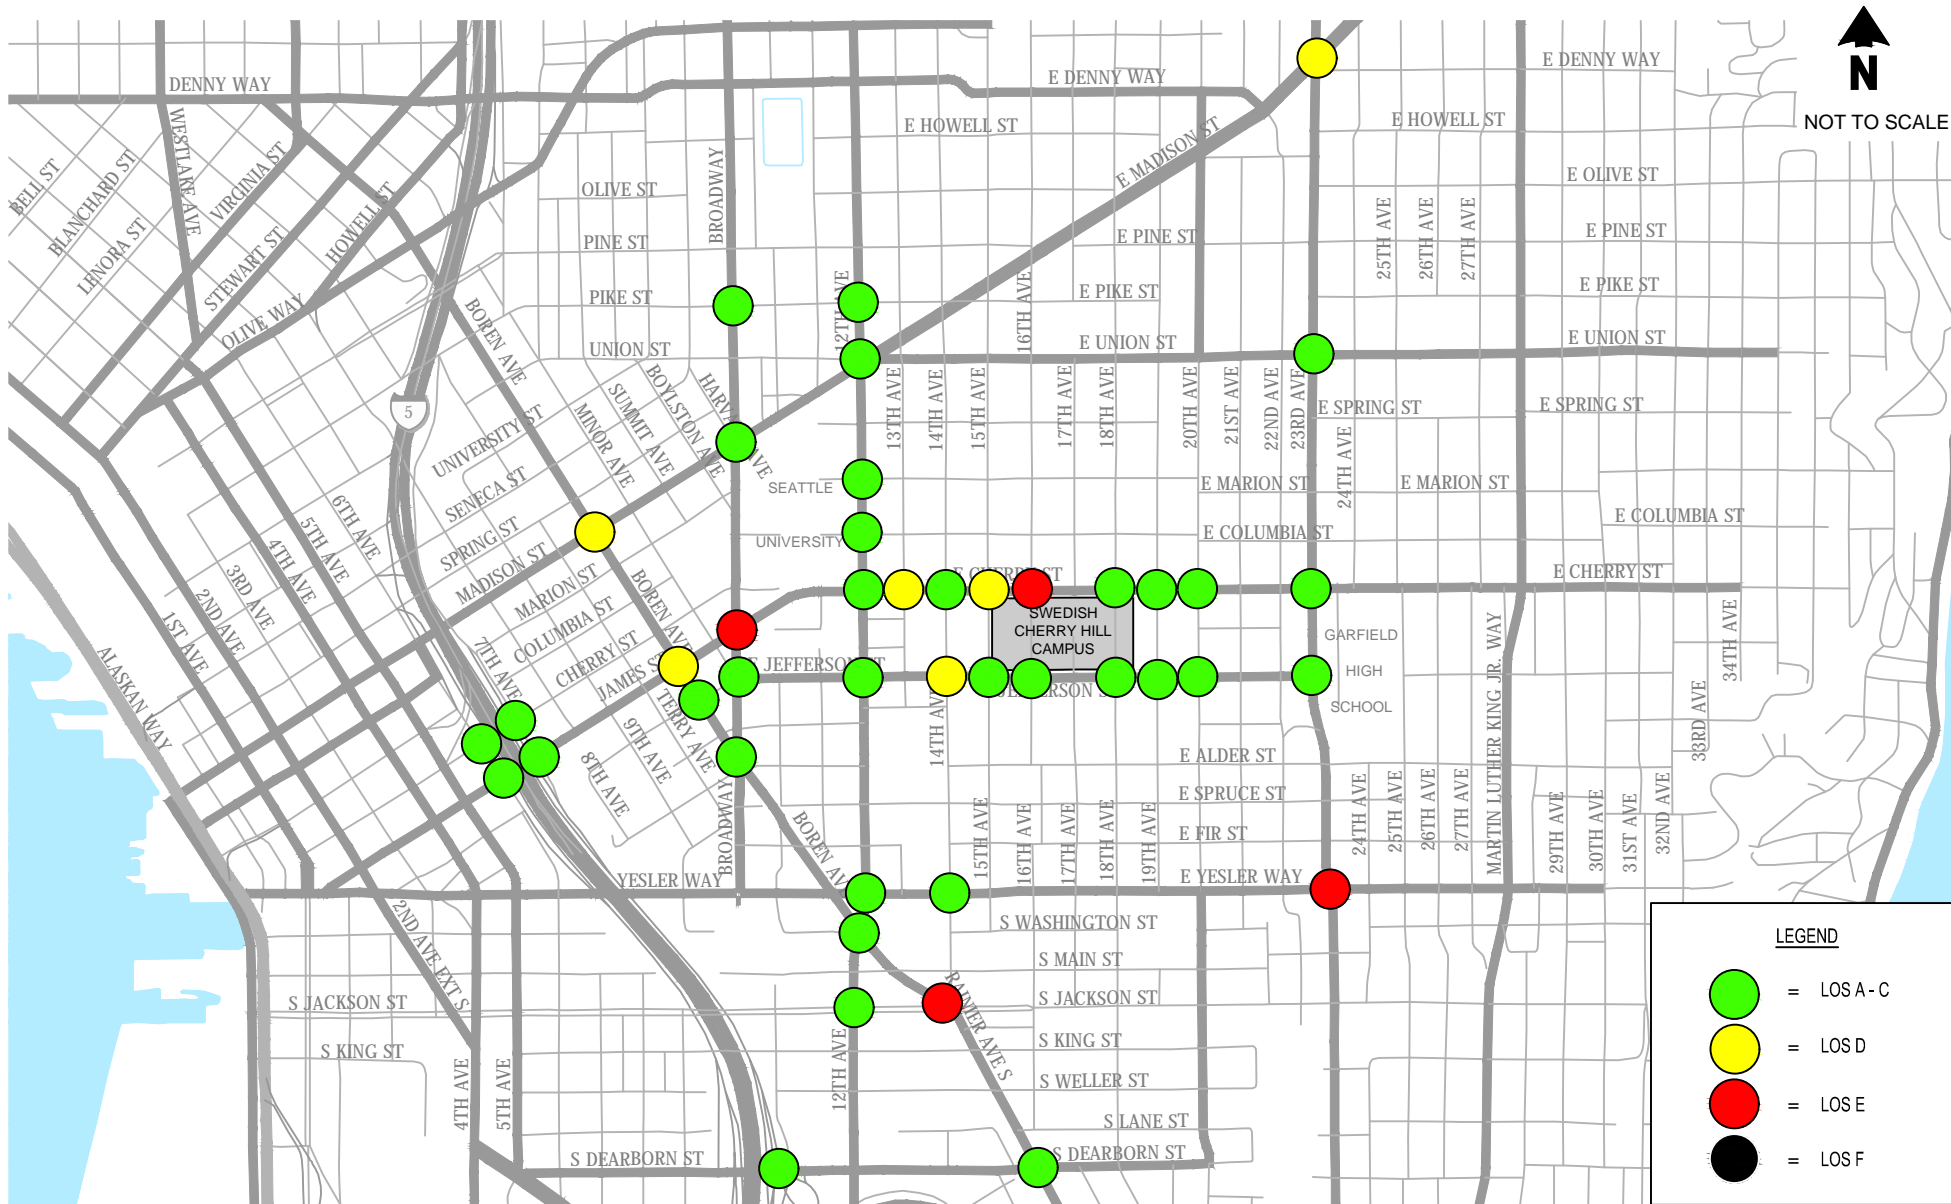 N
NOT TO SCALE
DENNY WAY
E DENNY WAY
E DENNY WAY
WESTLAKE AVE
BELL ST
BLANCHARD ST
LENORA ST
VIRGINIA ST
STEWART ST
HOWELL ST
OLIVE WAY
E HOWELL ST
E HOWELL ST
E MADISON ST
OLIVE ST
E OLIVE ST
BROADWAY
PINE ST
E PINE ST
E PINE ST
25TH AVE
26TH AVE
27TH AVE
PIKE ST
12TH AVE
16TH AVE
E PIKE ST
E PIKE ST
BOREN AVE
UNION ST
E UNION ST
E UNION ST
5
UNIVERSITY ST
SENECA ST
SPRING ST
MADISON ST
MINOR AVE
SUMMIT AVE
BOYLSTON AVE
HARVARD AVE
13TH AVE
14TH AVE
15TH AVE
17TH AVE
18TH AVE
20TH AVE
21ST AVE
22ND AVE
23RD AVE
24TH AVE
E SPRING ST
E SPRING ST
SEATTLE
UNIVERSITY
E MARION ST
E MARION ST
E COLUMBIA ST
E COLUMBIA ST
6TH AVE
5TH AVE
4TH AVE
3RD AVE
2ND AVE
1ST AVE
ALASKAN WAY
7TH AVE
MARION ST
COLUMBIA ST
CHERRY ST
JAMES ST
BOREN AVE
TERRY AVE
9TH AVE
8TH AVE
E CHERRY ST
E CHERRY ST
SWEDISH
CHERRY HILL
CAMPUS
E JEFFERSON ST
E JEFFERSON ST
GARFIELD
HIGH
SCHOOL
MARTIN LUTHER KING JR. WAY
34TH AVE
33RD AVE
14TH AVE
E ALDER ST
E SPRUCE ST
E FIR ST
BROADWAY
BOREN AVE
15TH AVE
16TH AVE
17TH AVE
18TH AVE
19TH AVE
24TH AVE
25TH AVE
26TH AVE
27TH AVE
29TH AVE
30TH AVE
31ST AVE
32ND AVE
YESLER WAY
E YESLER WAY
2ND AVE EXT S
S WASHINGTON ST
S MAIN ST
S JACKSON ST
S JACKSON ST
RAINIER AVE S
S KING ST
S KING ST
4TH AVE
5TH AVE
12TH AVE
S WELLER ST
S LANE ST
S DEARBORN ST
S DEARBORN ST
LEGEND
= LOS A - C
= LOS D
= LOS E
= LOS F